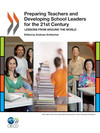 Preparing Teachers and
Developing School Leaders
for the 21st Century
LESSONS FROM AROUND THE WORLD
Edited by Andreas Schleicher
OECD